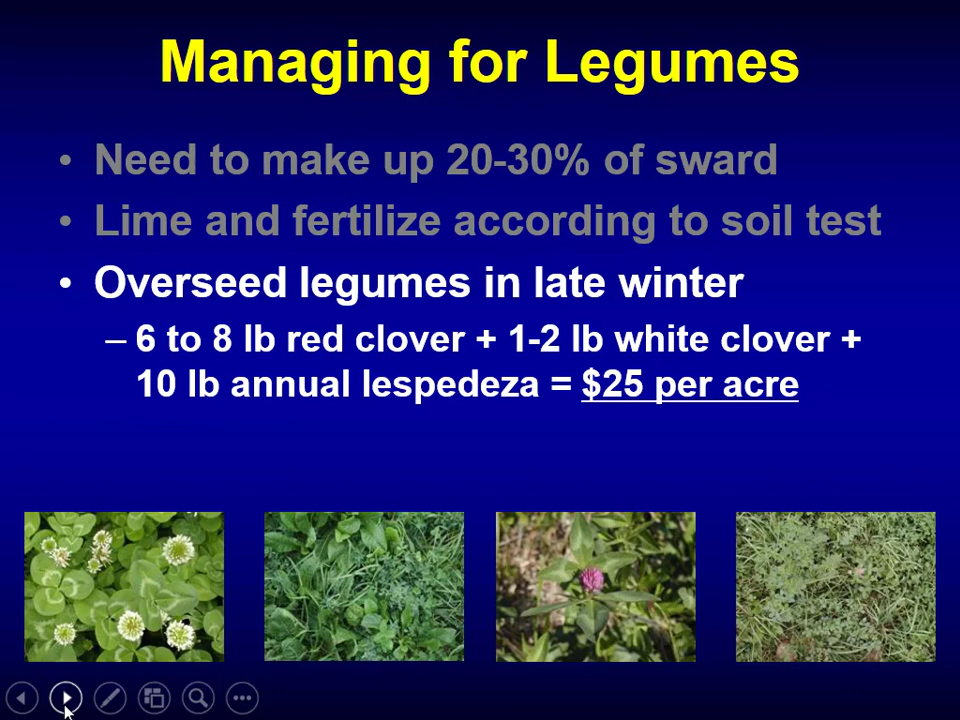 Managing for Legumes
• Need to make up 20-30% of sward
• Lime and fertilize according to soil test
• Overseed legumes in late winter
– 6 to 8 lb red clover + 1-2 lb white clover +
10 lb annual lespedeza = $25 per acre